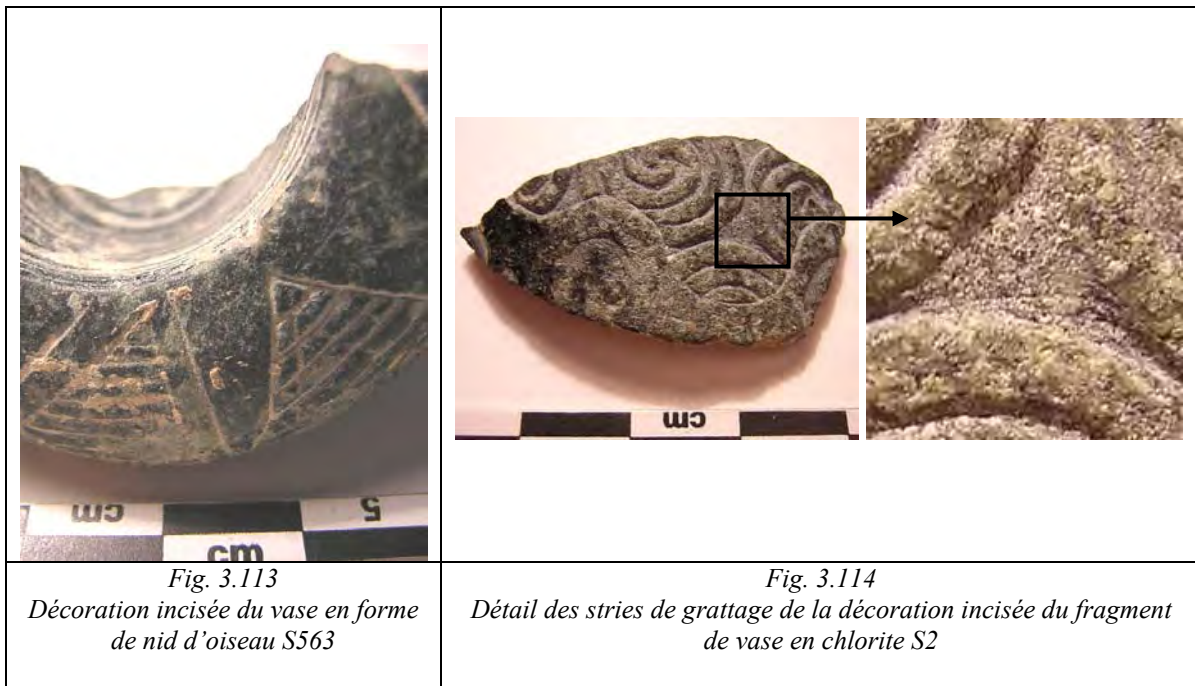 cm
5
cm
cm
Fig. 3.113
Décoration incisée du vase en forme
de nid d’oiseau S563
Fig. 3.114
Détail des stries de grattage de la décoration incisée du fragment
de vase en chlorite S2